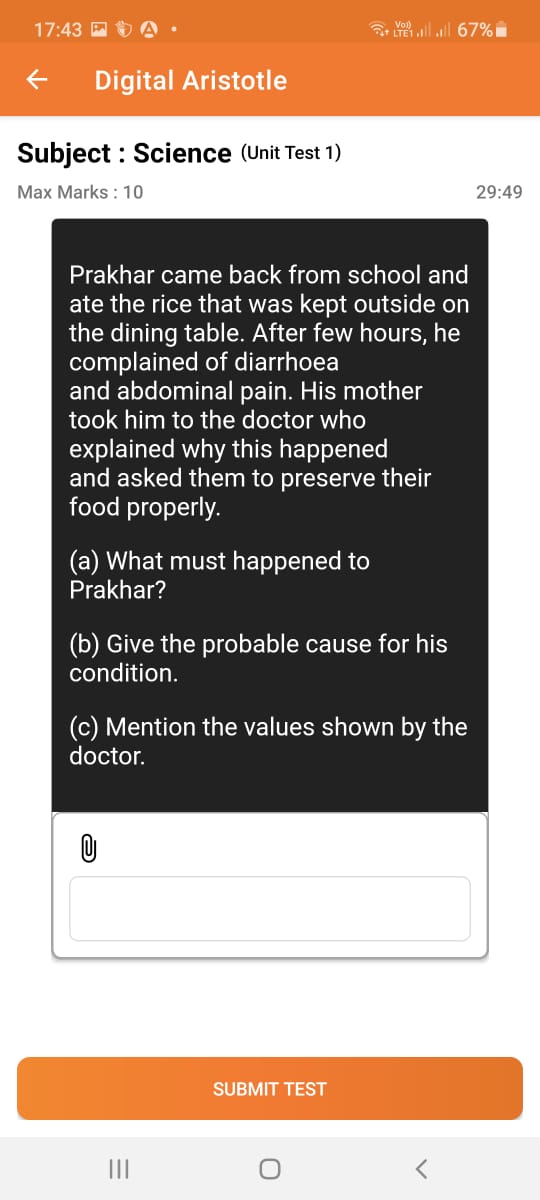 17:43
Vo))
LTE1
67%
Digital Aristotle
Subject : Science (Unit Test 1)
Max Marks : 10
29:49
Prakhar came back from school and
ate the rice that was kept outside on
the dining table. After few hours, he
complained of diarrhoea
and abdominal pain. His mother
took him to the doctor who
explained why this happened
and asked them to preserve their
food properly.
(a) What must happened to
Prakhar?
(b) Give the probable cause for his
condition.
(c) Mention the values shown by the
doctor.
SUBMIT TEST